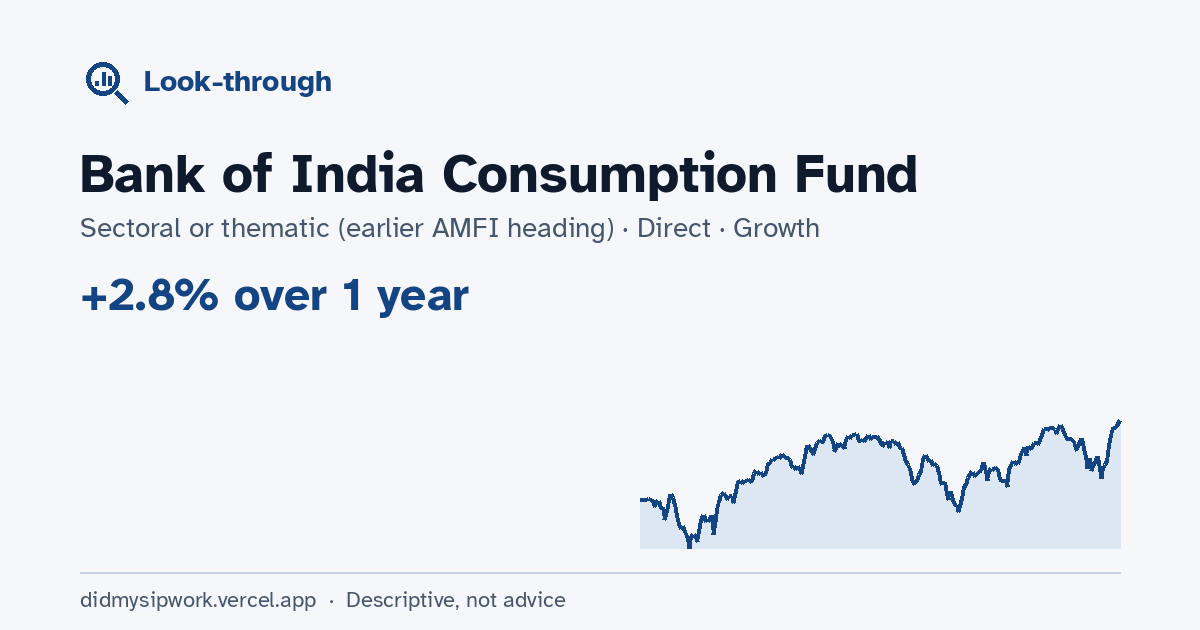 Look-through
Bank of India Consumption Fund
Sectoral or thematic (earlier AMFI heading) · Direct · Growth
+2.8% over 1 year
didmysipwork.vercel.app · Descriptive, not advice